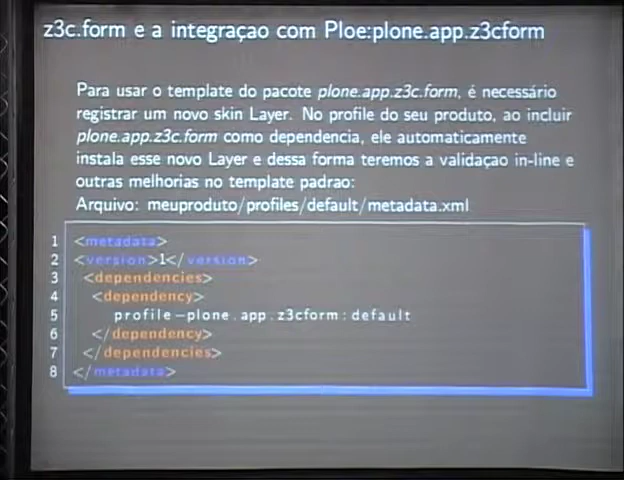 z3c.form e a integraçao com Ploe:plone.app.z3cform
Para usar o template do pacote plone.app.z3c.form, é necessário
registrar um novo skin Layer. No profile do seu produto, ao incluir
plone.app.z3c.form como dependencia, ele automaticamente
instala esse novo Layer e dessa forma teremos a validaçao in-line e
outras melhorias no template padrao:
Arquivo: meuproduto/profiles/default/metadata.xml
1 <metadata>
2 <version>1</version>
3 <dependencies>
4 <dependency>
5 profile-plone.app.z3cform:default
6 </dependency>
7 </dependencies>
8 </metadata>